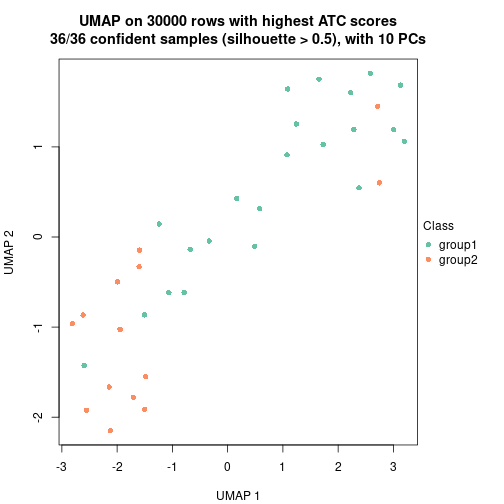 UMAP on 30000 rows with highest ATC scores
36/36 confident samples (silhouette > 0.5), with 10 PCs
1
0
-1
-2
UMAP 2
-3
-2
-1
0
1
2
3
UMAP 1
Class
group1
group2